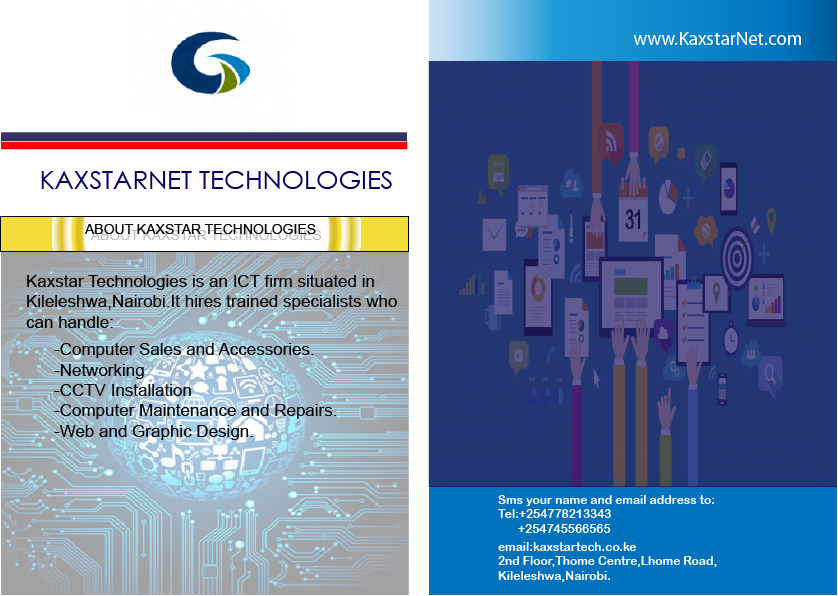 KAXSTARNET TECHNOLOGIES
ABOUT KAXSTAR TECHNOLOGIES
Kaxstar Technologies is an ICT firm situated in
Kileleshwa,Nairobi.It hires trained specialists who
can handle:
-Computer Sales and Accessories.
-Networking
-CCTV Installation
-Computer Maintenance and Repairs.
-Web and Graphic Design.
www.KaxstarNet.com
31
Sms your name and email address to:
Tel:+254778213343
+254745566565
email:kaxstartech.co.ke
2nd Floor,Thome Centre,Lhome Road,
Kileleshwa,Nairobi.